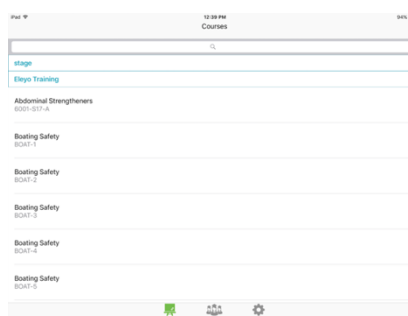 iPad 12:39 PM 94%
Courses
stage
Eleyo Training
Abdominal Strengtheners
6001-S17-A
Boating Safety
BOAT-1
Boating Safety
BOAT-2
Boating Safety
BOAT-3
Boating Safety
BOAT-4
Boating Safety
BOAT-5